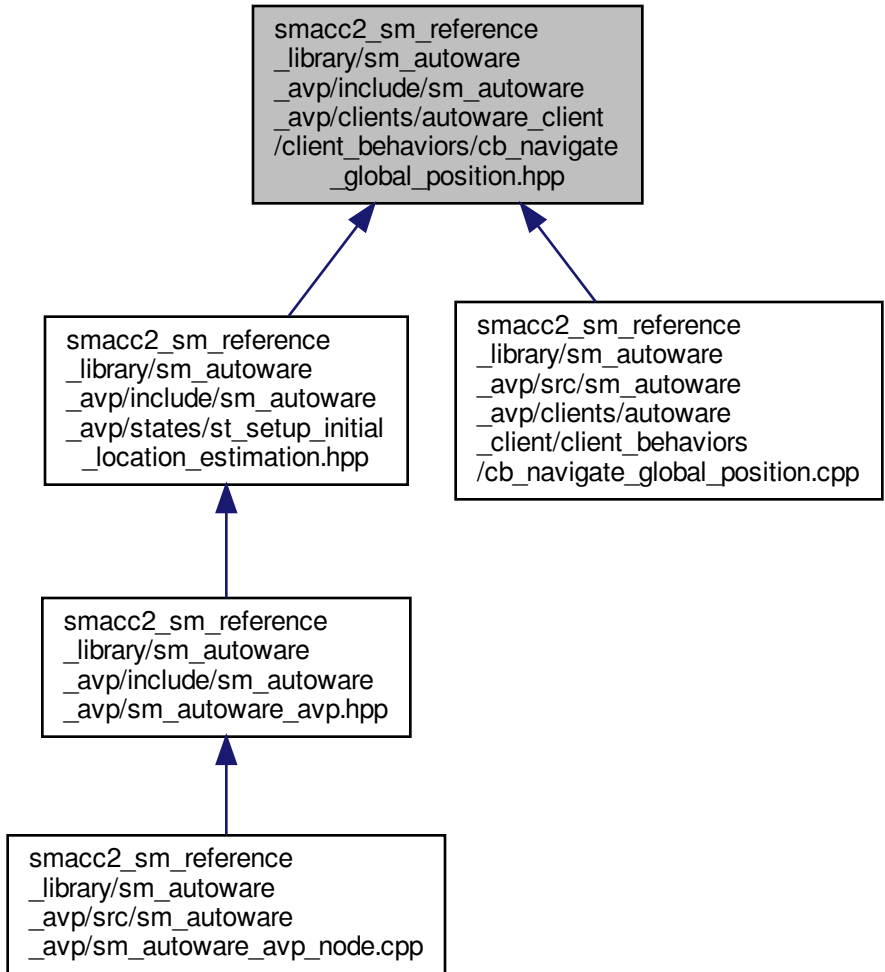 smacc2_sm_reference
_library/sm_autoware
_avp/include/sm_autoware
_avp/clients/autoware_client
/client_behaviors/cb_navigate
_global_position.hpp
smacc2_sm_reference
_library/sm_autoware
_avp/include/sm_autoware
_avp/states/st_setup_initial
_location_estimation.hpp
smacc2_sm_reference
_library/sm_autoware
_avp/src/sm_autoware
_avp/clients/autoware
_client/client_behaviors
/cb_navigate_global_position.cpp
smacc2_sm_reference
_library/sm_autoware
_avp/include/sm_autoware
_avp/sm_autoware_avp.hpp
smacc2_sm_reference
_library/sm_autoware
_avp/src/sm_autoware
_avp/sm_autoware_avp_node.cpp